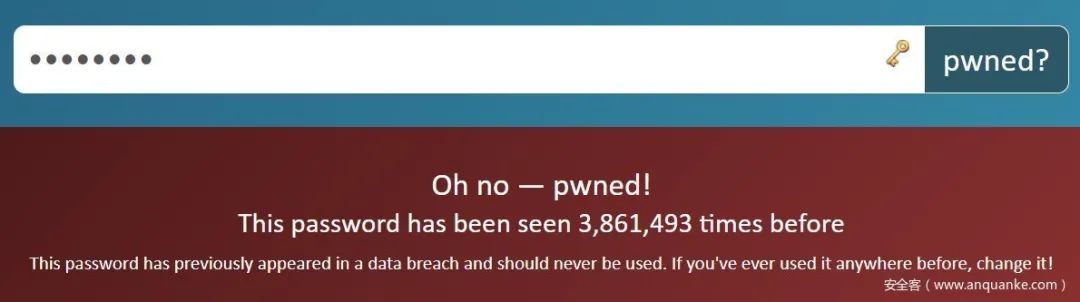 ●●●●●●●●
pwned?
Oh no — pwned!
This password has been seen 3,861,493 times before
This password has previously appeared in a data breach and should never be used. If you've ever used it anywhere before, change it!
安全客（www.anquanke.com）